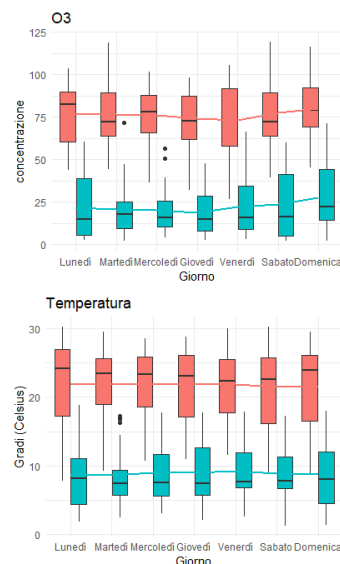 O3
125
100
75
50
25
0
concentrazione
Lunedì Martedì Mercoledì Giovedì Venerdì Sabato Domenica
Giorno
Temperatura
30
20
10
0
Gradi (Celsius)
Lunedì Martedì Mercoledì Giovedì Venerdì Sabato Domenica
Giorno